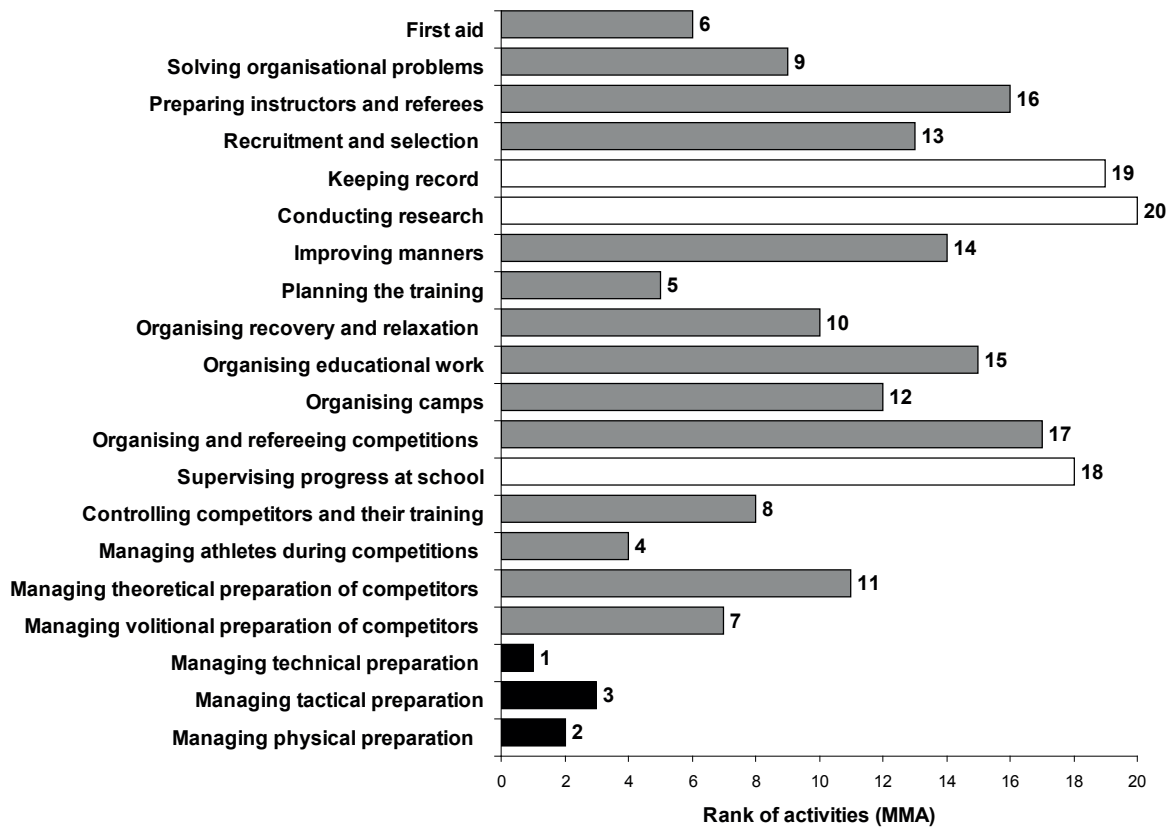 First aid 6
Solving organisational problems 9
Preparing instructors and referees 16
Recruitment and selection 13
Keeping record 19
Conducting research 20
Improving manners 14
Planning the training 5
Organising recovery and relaxation 10
Organising educational work 15
Organising camps 12
Organising and refereeing competitions 17
Supervising progress at school 18
Controlling competitors and their training 8
Managing athletes during competitions 4
Managing theoretical preparation of competitors 11
Managing volitional preparation of competitors 7
Managing technical preparation 1
Managing tactical preparation 3
Managing physical preparation 2
0 2 4 6 8 10 12 14 16 18 20
Rank of activities (MMA)